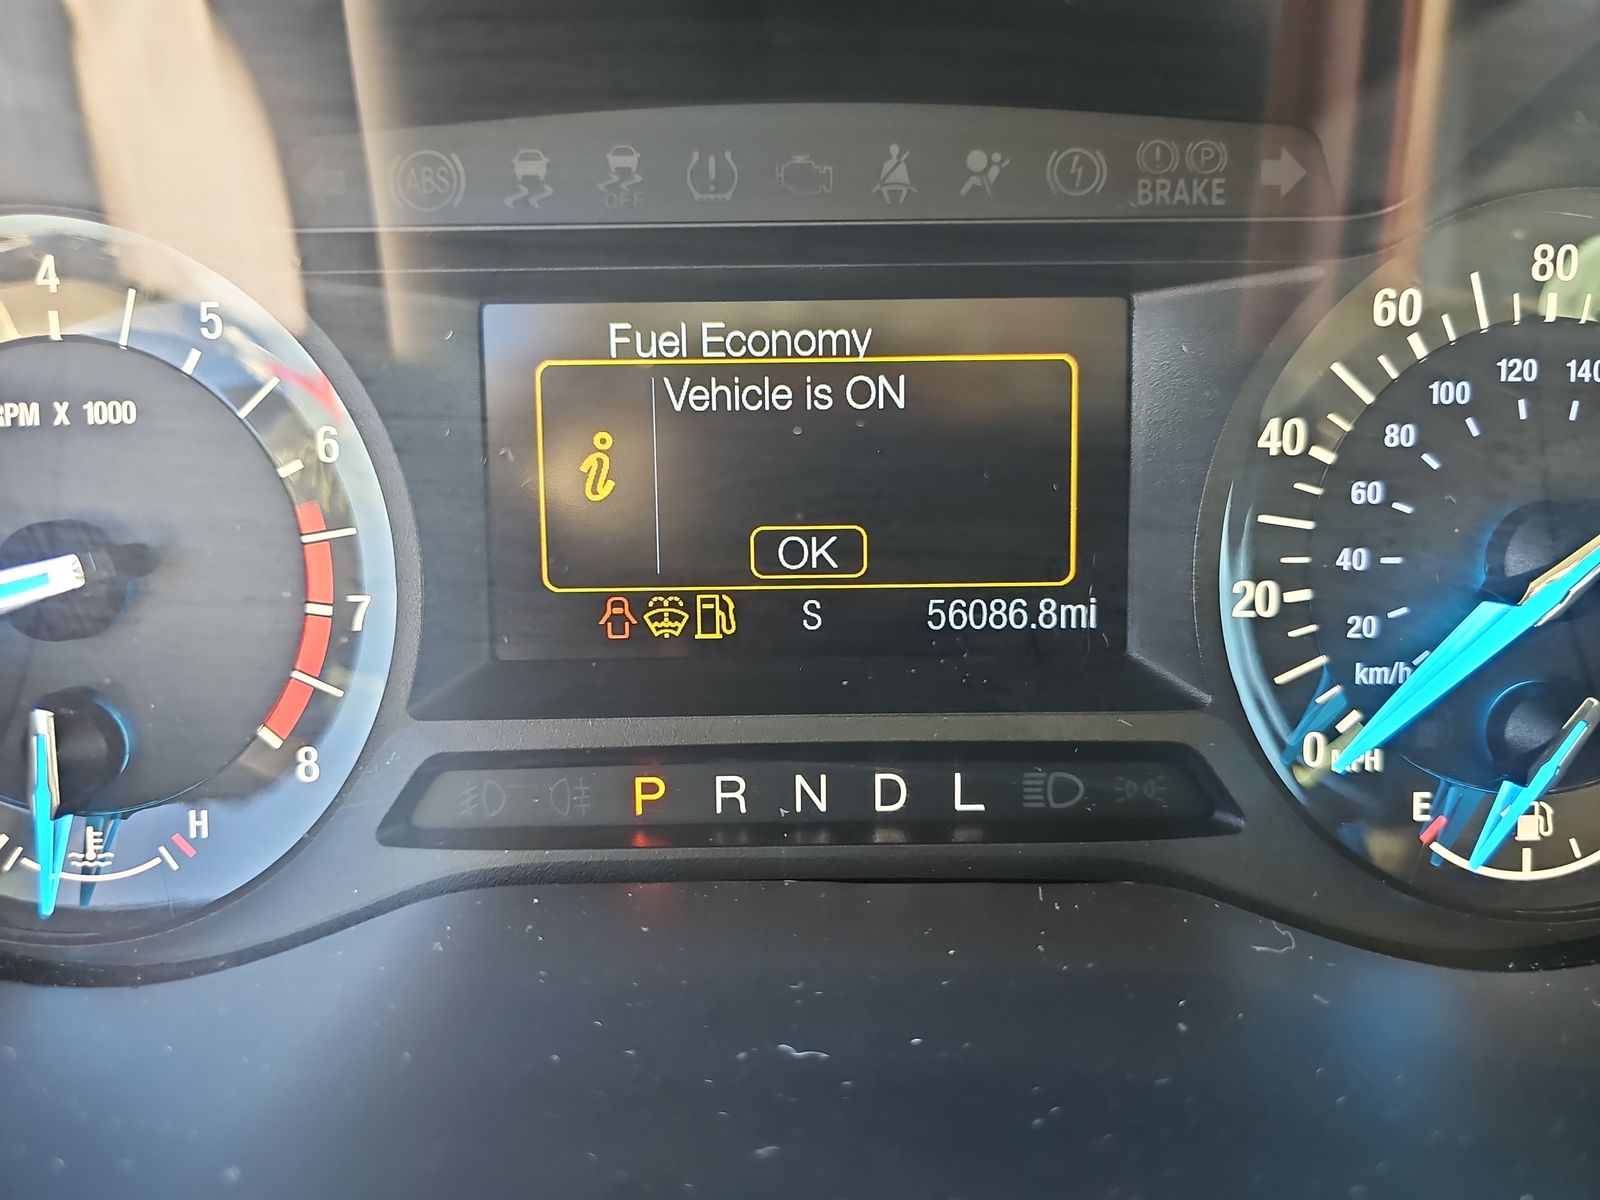 ABS
OFF
BRAKE
P
4
5
6
7
8
RPM X 1000
H
Fuel Economy
Vehicle is ON
i
OK
S 56086.8mi
P R N D L
80
60
40
20
0
MPH
120
100
80
60
40
20
km/h
E